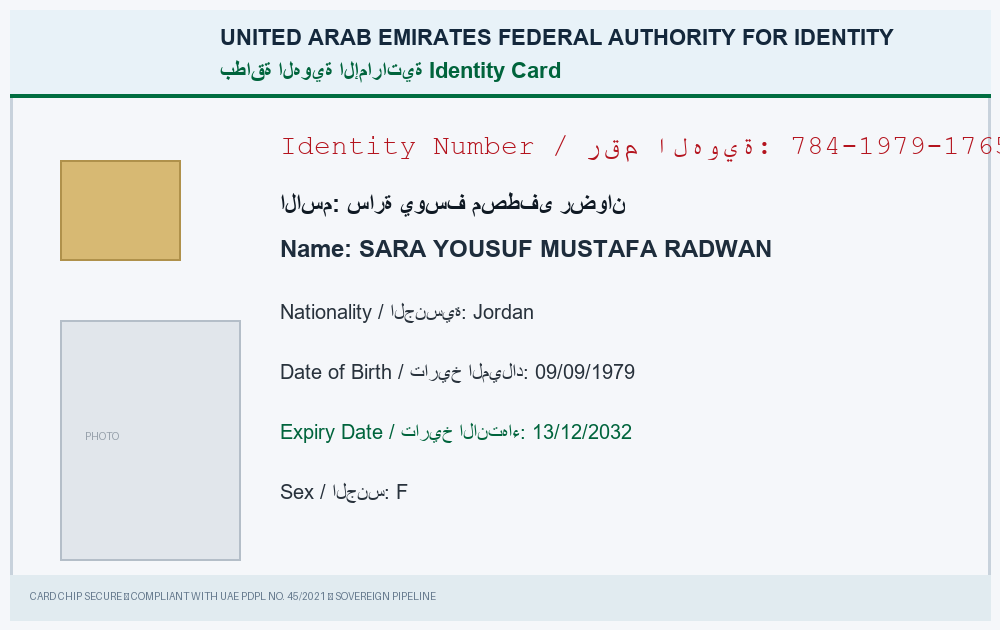 UNITED ARAB EMIRATES FEDERAL AUTHORITY FOR IDENTITY
بطاقة الهوية الإماراتية Identity Card
Identity Number / رقم الهوية: 784-1979-1765
الاسم: سارة يوسف مصطفى رضوان
Name: SARA YOUSUF MUSTAFA RADWAN
Nationality / الجنسية: Jordan
Date of Birth / تاريخ الميلاد: 09/09/1979
Expiry Date / تاريخ الانتهاء: 13/12/2032
Sex / الجنس: F
PHOTO
CARD CHIP SECURE COMPLIANT WITH UAE PDPL NO. 45/2021 SOVEREIGN PIPELINE